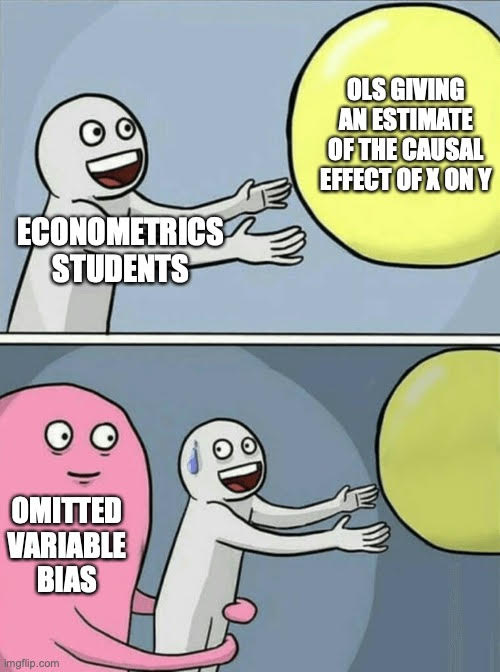 OLS GIVING
AN ESTIMATE
OF THE CAUSAL
EFFECT OF X ON Y
ECONOMETRICS
STUDENTS
OMITTED
VARIABLE
BIAS
imgflip.com